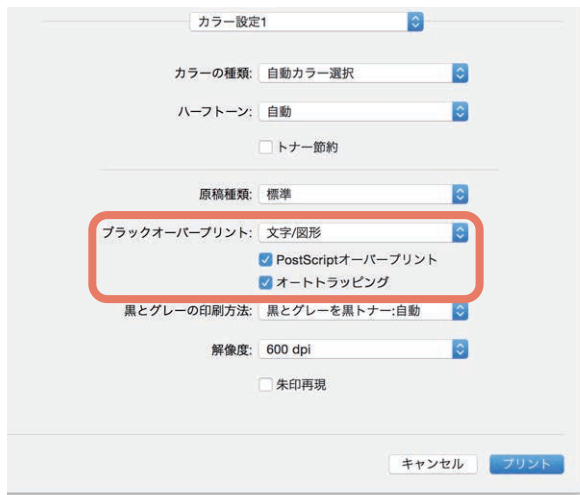 カラー設定1
カラーの種類: 自動カラー選択
ハーフトーン: 自動
トナー節約
原稿種類: 標準
ブラックオーバープリント: 文字/図形
PostScriptオーバープリント
オートトラッピング
黒とグレーの印刷方法: 黒とグレーを黒トナー:自動
解像度: 600 dpi
朱印再現
キャンセル プリント